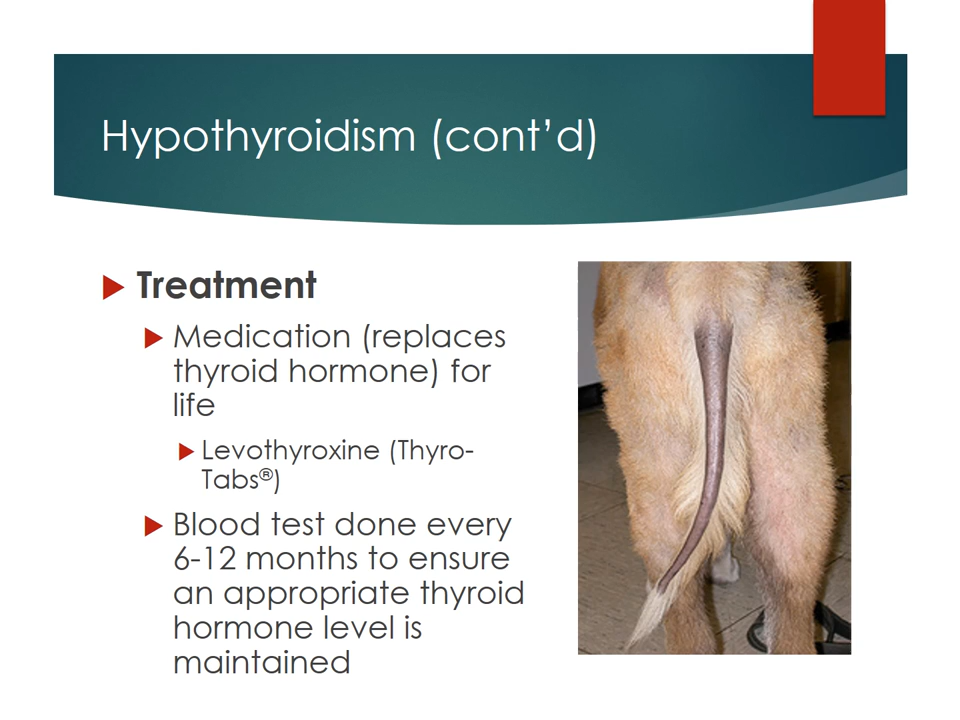 Hypothyroidism (cont’d)
Treatment
Medication (replaces
thyroid hormone) for
life
Levothyroxine (Thyro-
Tabs®)
Blood test done every
6-12 months to ensure
an appropriate thyroid
hormone level is
maintained